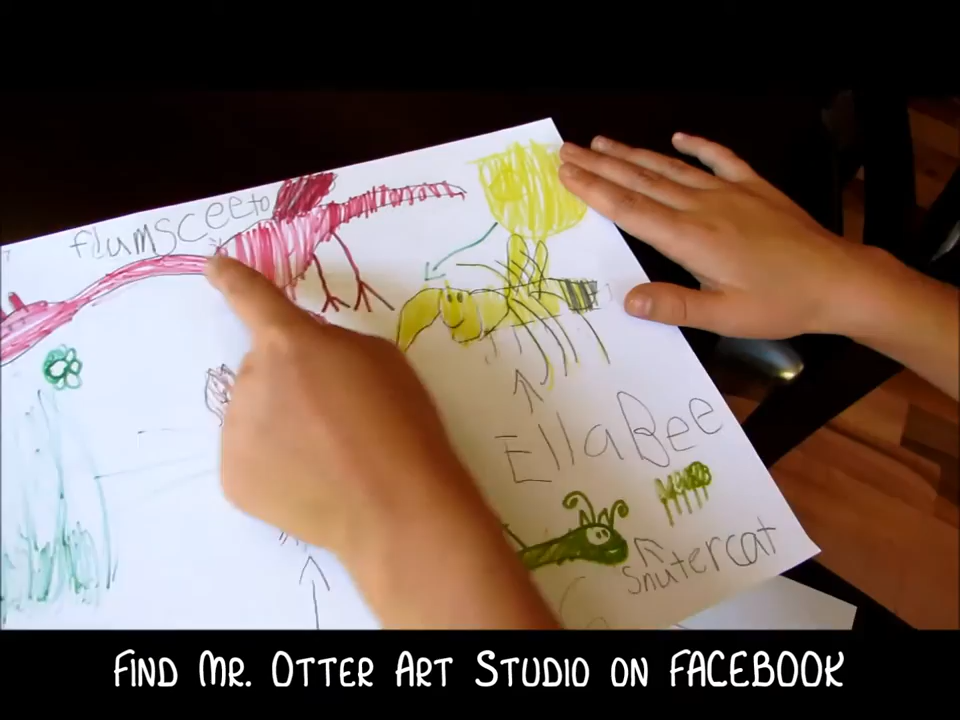 flumsceeto
EllaBee
snutercat
Find Mr. Otter Art Studio on FACEBOOK